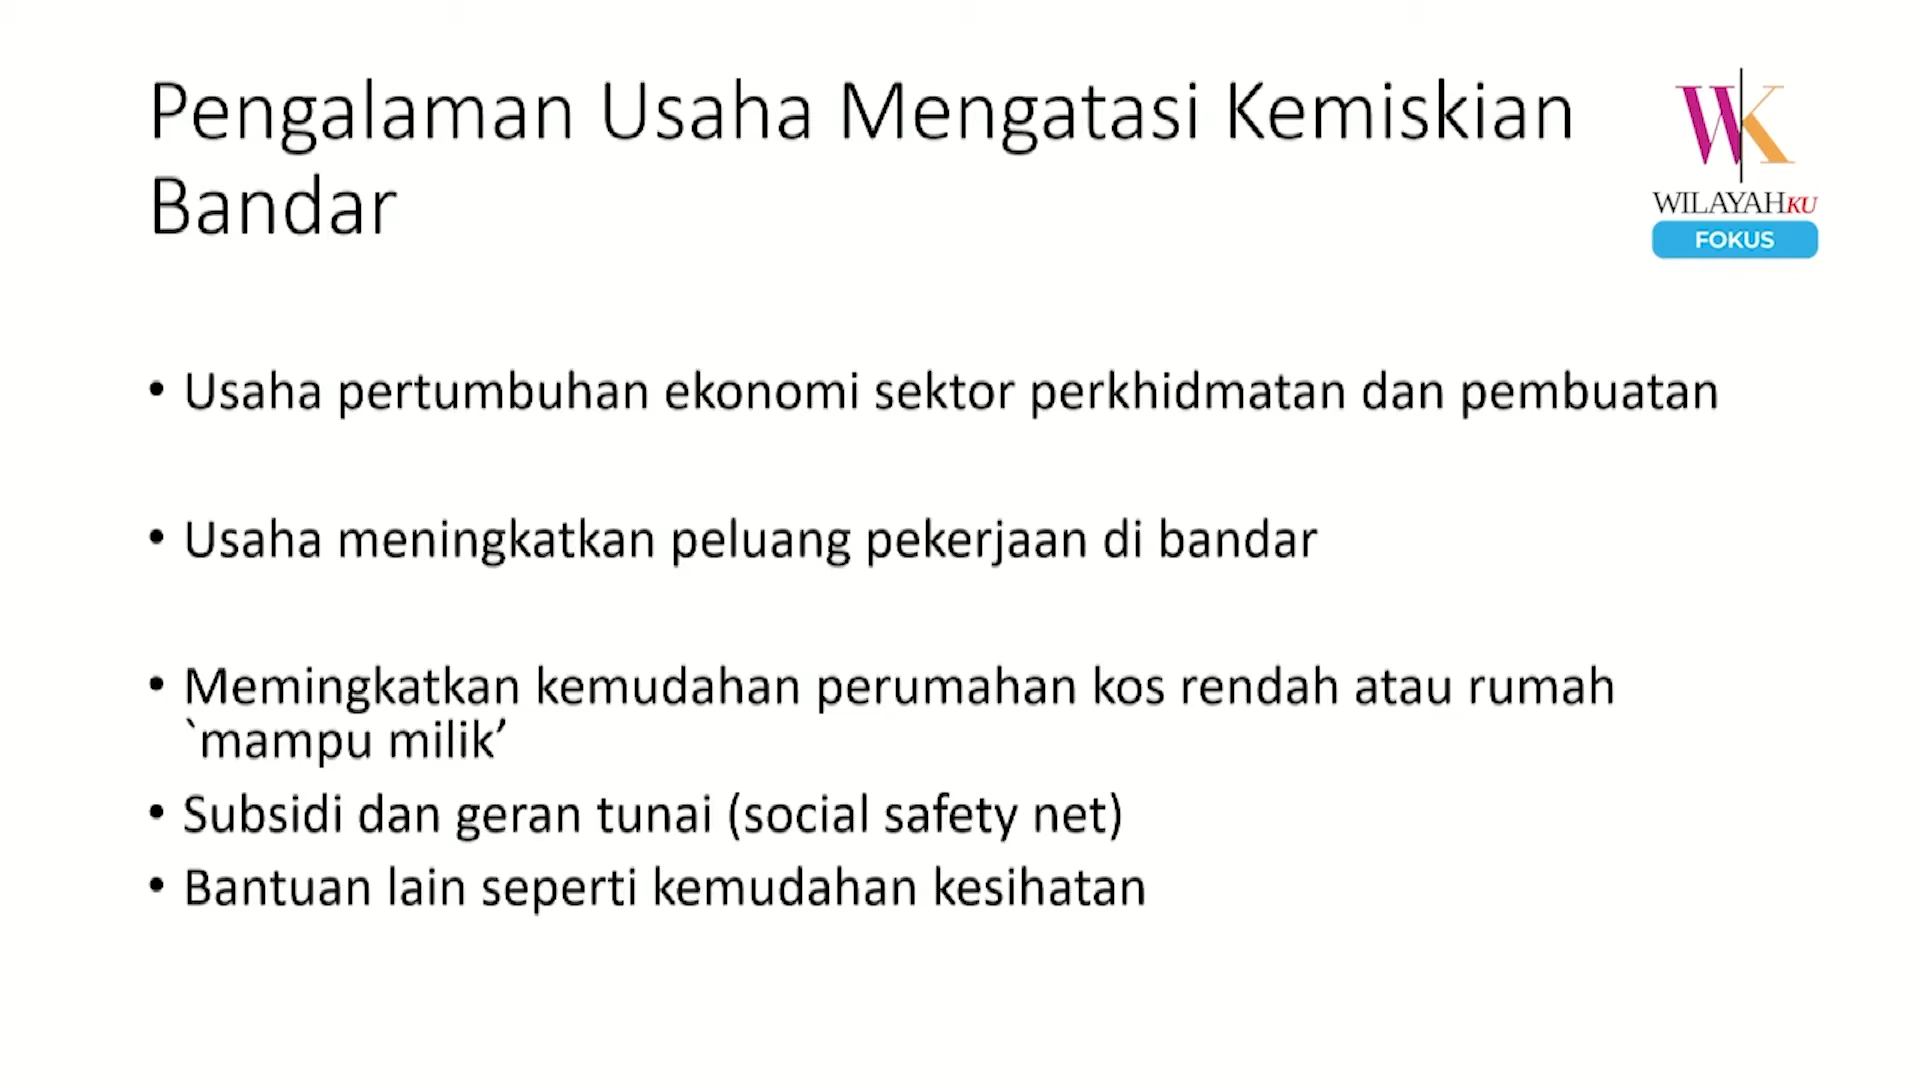 Pengalaman Usaha Mengatasi Kemiskian
Bandar
WK
WILAYAHKU
FOKUS
• Usaha pertumbuhan ekonomi sektor perkhidmatan dan pembuatan
• Usaha meningkatkan peluang pekerjaan di bandar
• Memingkatkan kemudahan perumahan kos rendah atau rumah
`mampu milik’
• Subsidi dan geran tunai (social safety net)
• Bantuan lain seperti kemudahan kesihatan